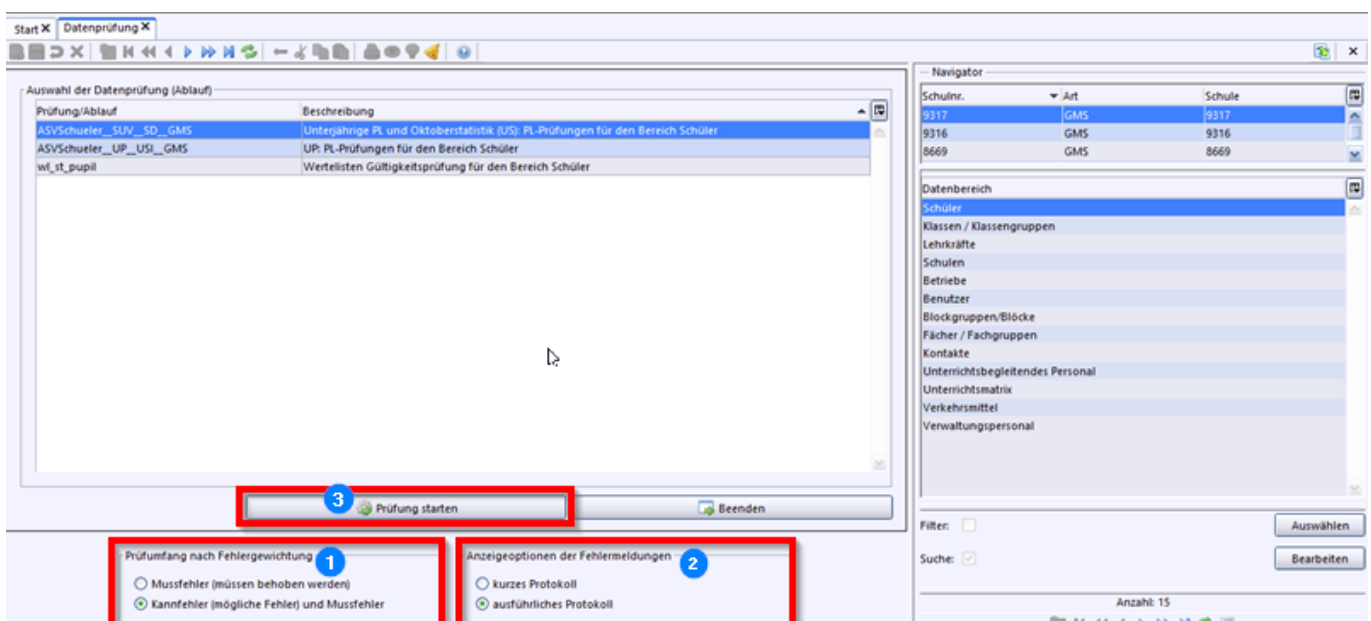 Start X Datenprüfung X
Navigator
Auswahl der Datenprüfung (Ablauf)
Prüfung/Ablauf Beschreibung
ASVSchueler__SUV__SD__GMS Unterjährige PL und Oktoberstatistik (US): PL-Prüfungen für den Bereich Schüler
ASVSchueler__UP__USI__GMS UP: PL-Prüfungen für den Bereich Schüler
wl_st_pupil Wertelisten Gültigkeitsprüfung für den Bereich Schüler
3 Prüfung starten
Beenden
Prüfumfang nach Fehlergewichtung 1
Mussfehler (müssen behoben werden)
Kannfehler (mögliche Fehler) und Mussfehler
Anzeigeoptionen der Fehlermeldungen 2
kurzes Protokoll
ausführliches Protokoll
Schulnr. Art Schule
9317 GMS 9317
9316 GMS 9316
8669 GMS 8669
Datenbereich
Schüler
Klassen / Klassengruppen
Lehrkräfte
Schulen
Betriebe
Benutzer
Blockgruppen/Blöcke
Fächer / Fachgruppen
Kontakte
Unterrichtsbegleitendes Personal
Unterrichtsmatrix
Verkehrsmittel
Verwaltungspersonal
Filter: Auswählen
Suche: Bearbeiten
Anzahl: 15